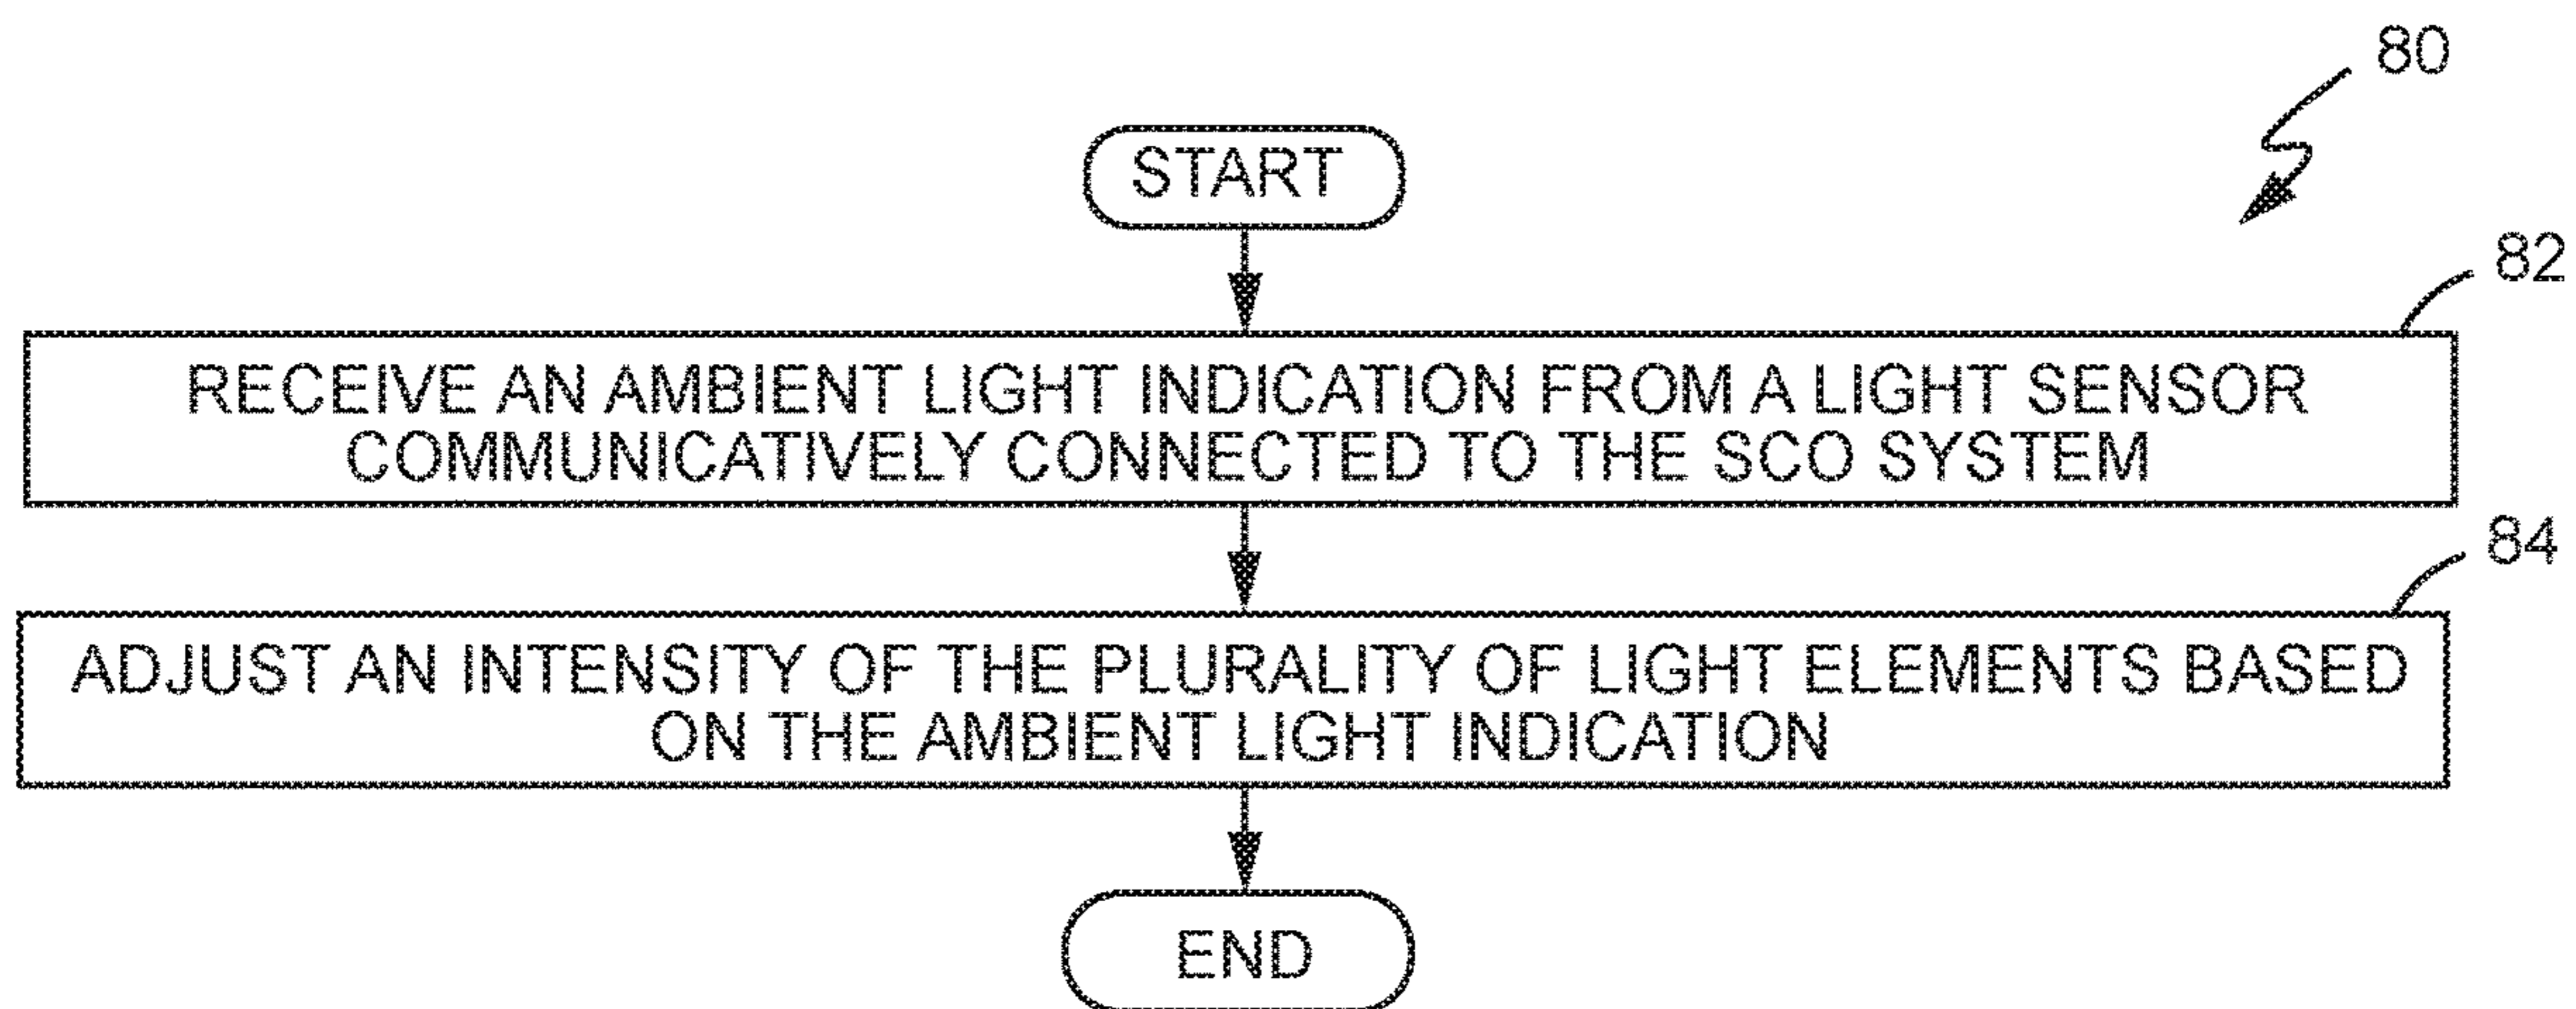 80
START
82
RECEIVE AN AMBIENT LIGHT INDICATION FROM A LIGHT SENSOR
COMMUNICATIVELY CONNECTED TO THE SCO SYSTEM
84
ADJUST AN INTENSITY OF THE PLURALITY OF LIGHT ELEMENTS BASED
ON THE AMBIENT LIGHT INDICATION
END